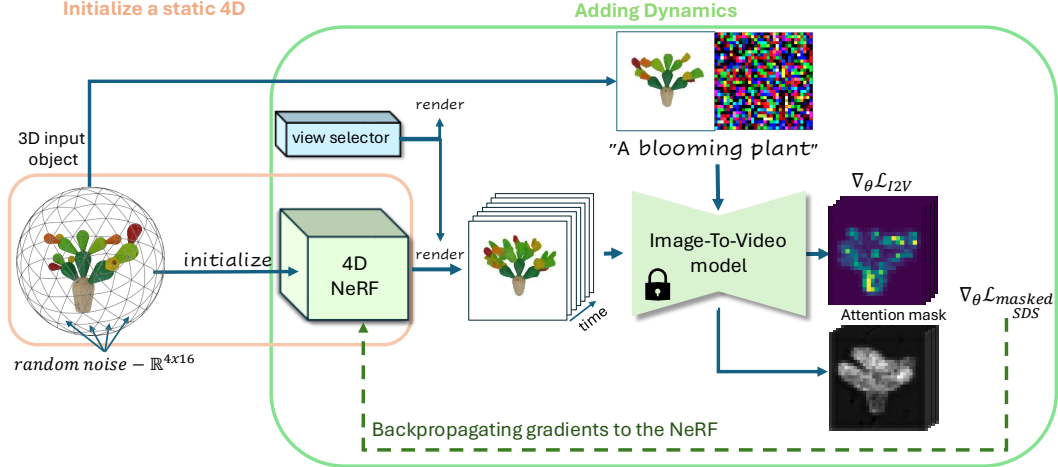 Initialize a static 4D
Adding Dynamics
render
view selector
3D input
object
"A blooming plant"
∇θℒI2V
initialize
4D
NeRF
render
Image-To-Video
model
time
∇θℒmasked
SDS
Attention mask
random noise − ℝ4x16
Backpropagating gradients to the NeRF